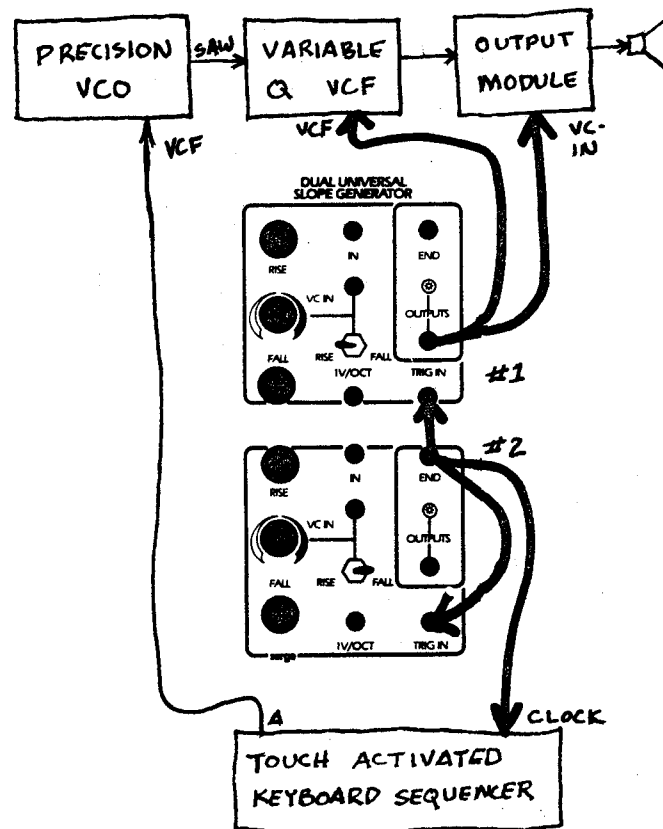 PRECISION
VCO
SAW
VARIABLE
Q VCF
OUTPUT
MODULE
VCF
VCF
VC-
IN
DUAL UNIVERSAL
SLOPE GENERATOR
RISE
IN
END
VC IN
OUTPUTS
RISE
FALL
FALL
1V/OCT
TRIG IN
#1
#2
RISE
IN
END
VC IN
OUTPUTS
FALL
RISE
FALL
1V/OCT
TRIG IN
serge
A
CLOCK
TOUCH ACTIVATED
KEYBOARD SEQUENCER